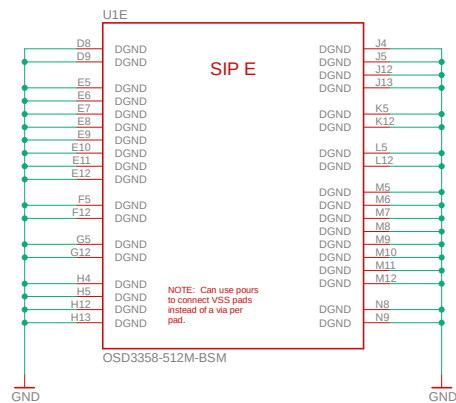 U1E
SIP E
D8 DGND
D9 DGND
E5 DGND
E6 DGND
E7 DGND
E8 DGND
E9 DGND
E10 DGND
E11 DGND
E12 DGND
F5 DGND
F12 DGND
G5 DGND
G12 DGND
H4 DGND
H5 DGND
H12 DGND
H13 DGND
DGND J4
DGND J5
DGND J12
DGND J13
DGND K5
DGND K12
DGND L5
DGND L12
DGND M5
DGND M6
DGND M7
DGND M8
DGND M9
DGND M10
DGND M11
DGND M12
DGND N8
DGND N9
NOTE: Can use pours
to connect VSS pads
instead of a via per
pad.
OSD3358-512M-BSM
GND
GND